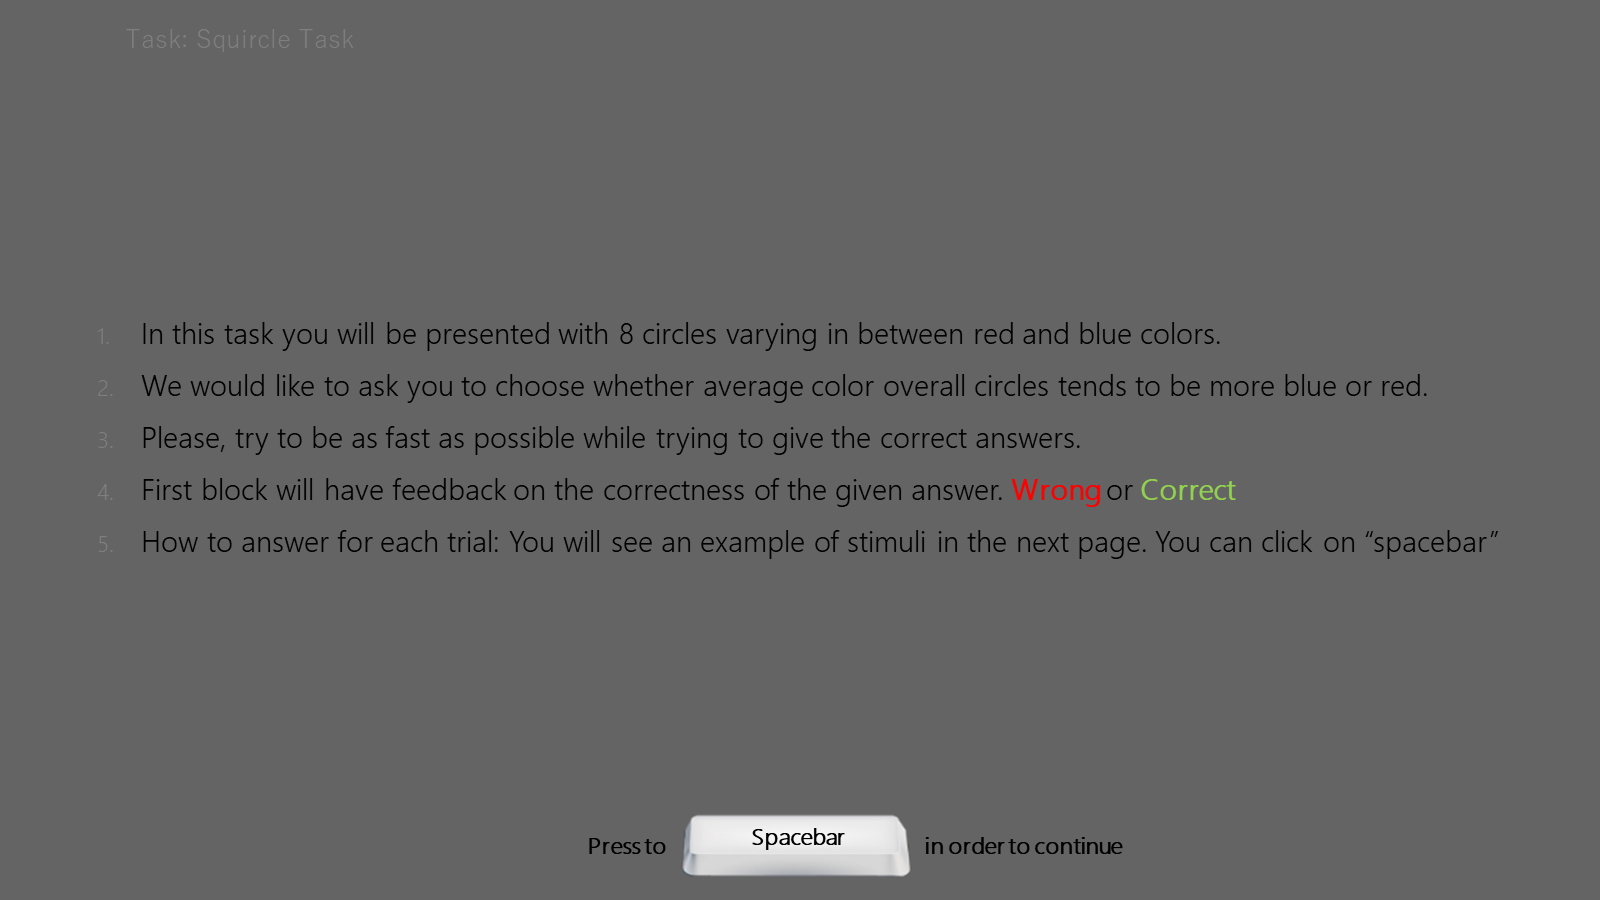 Task: Squircle Task
1. In this task you will be presented with 8 circles varying in between red and blue colors.
2. We would like to ask you to choose whether average color overall circles tends to be more blue or red.
3. Please, try to be as fast as possible while trying to give the correct answers.
4. First block will have feedback on the correctness of the given answer. Wrong or Correct
5. How to answer for each trial: You will see an example of stimuli in the next page. You can click on “spacebar”
Press to Spacebar in order to continue